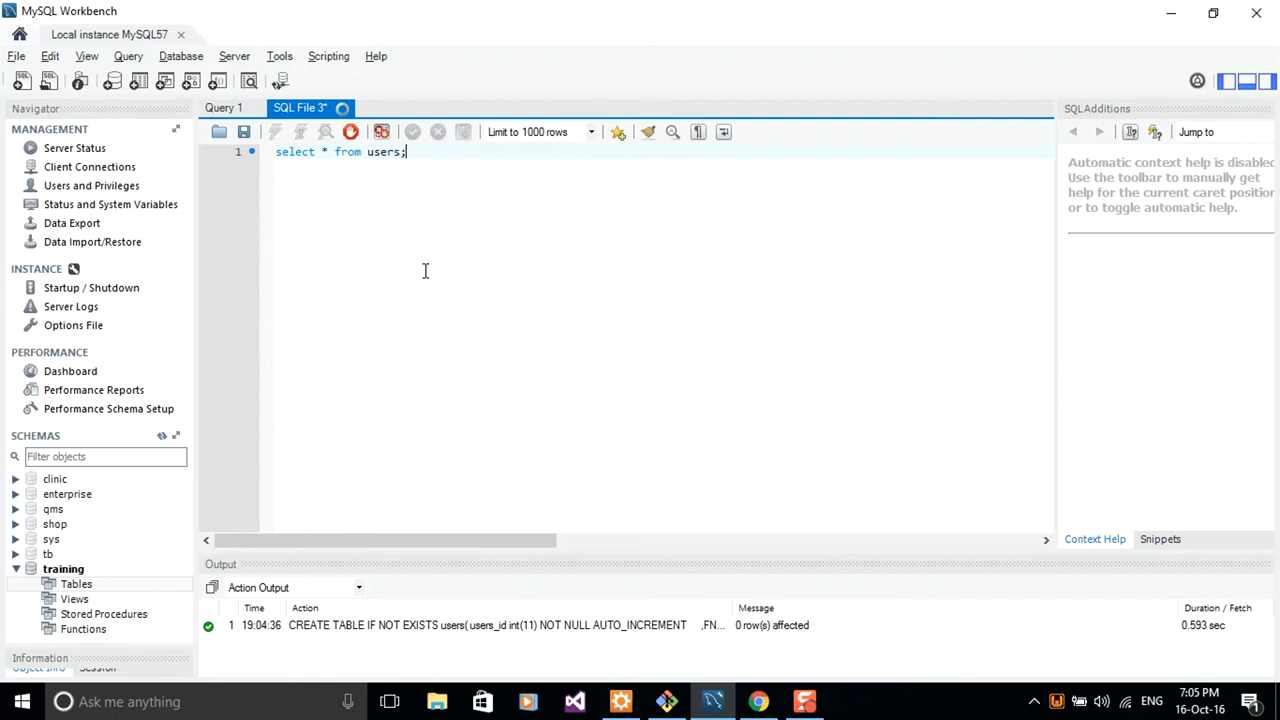 MySQL Workbench
Local instance MySQL57
File Edit View Query Database Server Tools Scripting Help
Navigator
MANAGEMENT
Server Status
Client Connections
Users and Privileges
Status and System Variables
Data Export
Data Import/Restore
INSTANCE
Startup / Shutdown
Server Logs
Options File
PERFORMANCE
Dashboard
Performance Reports
Performance Schema Setup
SCHEMAS
Filter objects
clinic
enterprise
qms
shop
sys
tb
training
Tables
Views
Stored Procedures
Functions
Information
Object Info Session
Query 1 SQL File 3*
Limit to 1000 rows
1 select * from users;
SQLAdditions
Jump to
Automatic context help is disabled
Use the toolbar to manually get
help for the current caret position
or to toggle automatic help.
Context Help Snippets
Output
Action Output
Time Action Message Duration / Fetch
1 19:04:36 CREATE TABLE IF NOT EXISTS users( users_id int(11) NOT NULL AUTO_INCREMENT ,FN... 0 row(s) affected 0.593 sec
Ask me anything
ENG
7:05 PM
16-Oct-16
1